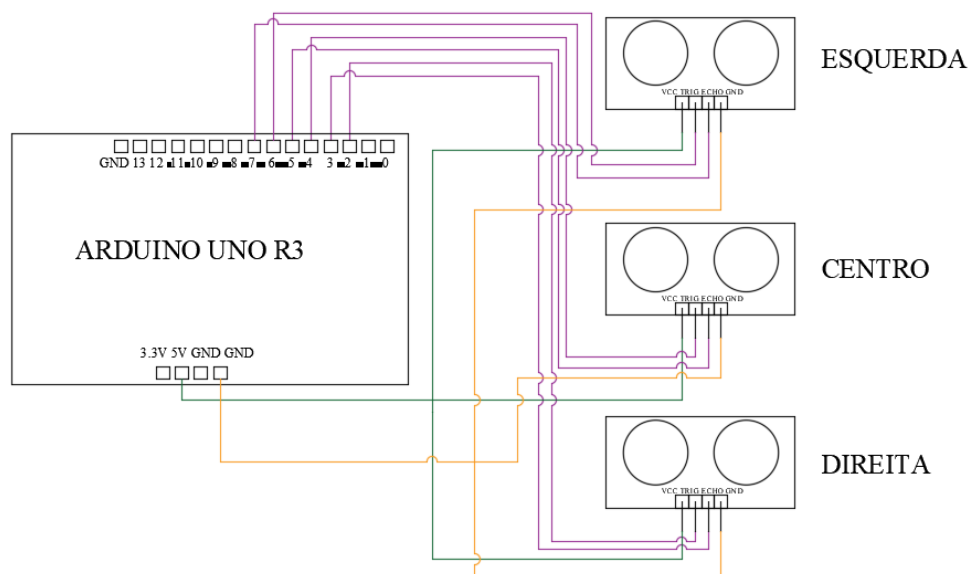 VCC TRIG ECHO GND
ESQUERDA
GND 13 12 11 10 9 8 7 6 5 4 3 2 1 0
ARDUINO UNO R3
VCC TRIG ECHO GND
CENTRO
3.3V 5V GND GND
VCC TRIG ECHO GND
DIREITA